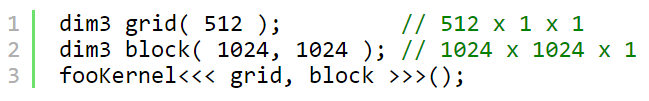 1 dim3 grid( 512 ); // 512 x 1 x 1
2 dim3 block( 1024, 1024 ); // 1024 x 1024 x 1
3 fooKernel<<< grid, block >>>();